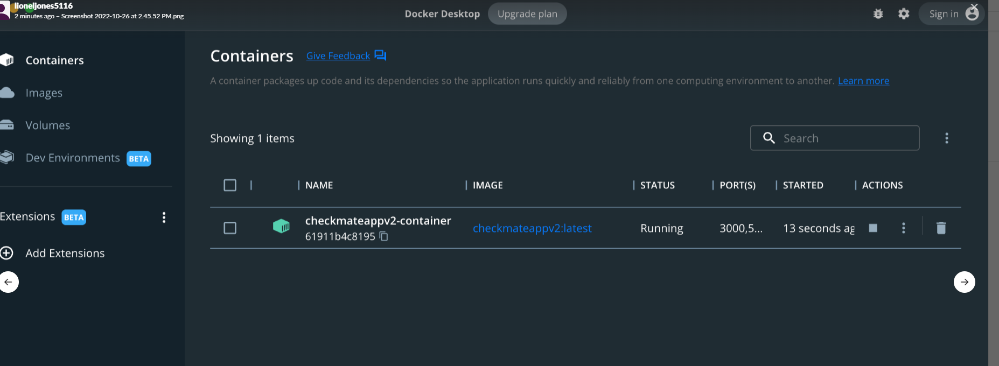 lioneljones5116
2 minutes ago – Screenshot 2022-10-26 at 2.45.52 PM.png
Docker Desktop
Upgrade plan
Sign in
Containers
Images
Volumes
Dev Environments BETA
Extensions BETA
Add Extensions
Containers Give Feedback
A container packages up code and its dependencies so the application runs quickly and reliably from one computing environment to another. Learn more
Showing 1 items
Search
NAME IMAGE STATUS PORT(S) STARTED ACTIONS
checkmateappv2-container
61911b4c8195
checkmateappv2:latest Running 3000,5... 13 seconds ag